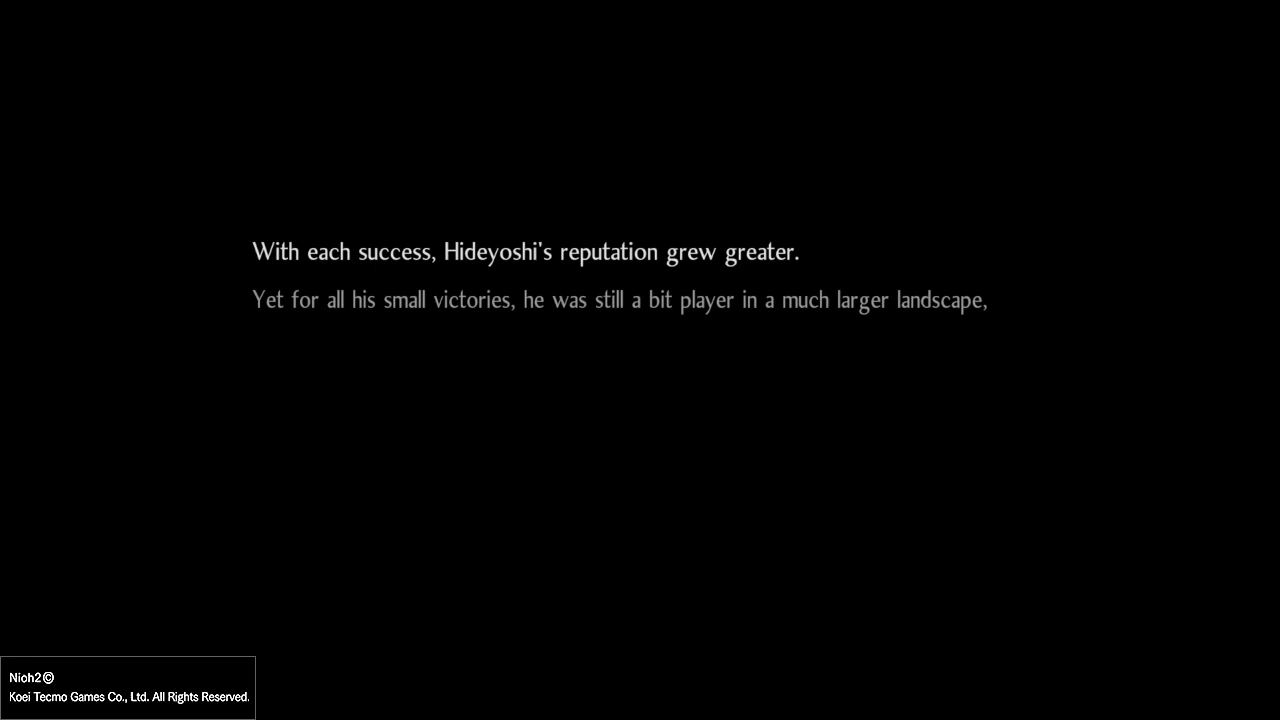 With each success, Hideyoshi's reputation grew greater.
Yet for all his small victories, he was still a bit player in a much larger landscape,
Nioh2©
Koei Tecmo Games Co., Ltd. All Rights Reserved.